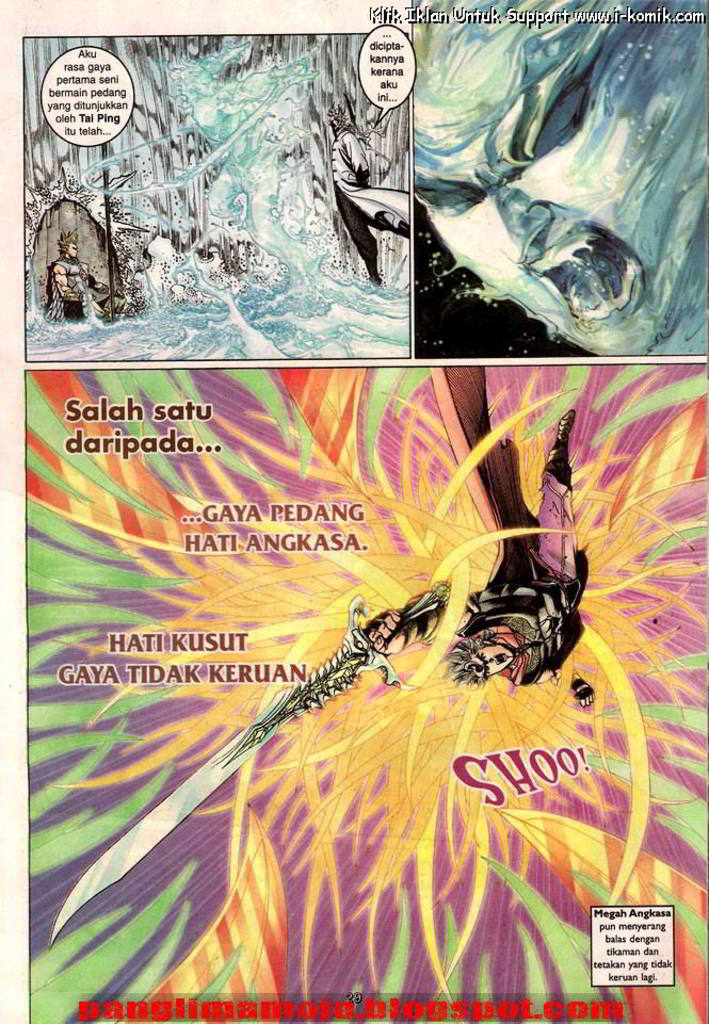 Klik Iklan Untuk Support www.i-komik.com
Aku
rasa gaya
pertama seni
bermain pedang
yang ditunjukkan
oleh Tai Ping
itu telah...
...
dicipta-
kannya
kerana
aku
ini...
Salah satu
daripada...
...GAYA PEDANG
HATI ANGKASA.
HATI KUSUT
GAYA TIDAK KERUAN
SHOO!
Megah Angkasa
pun menyerang
balas dengan
tikaman dan
tetakan yang tidak
keruan lagi.
29
panglimamoto.blogspot.com